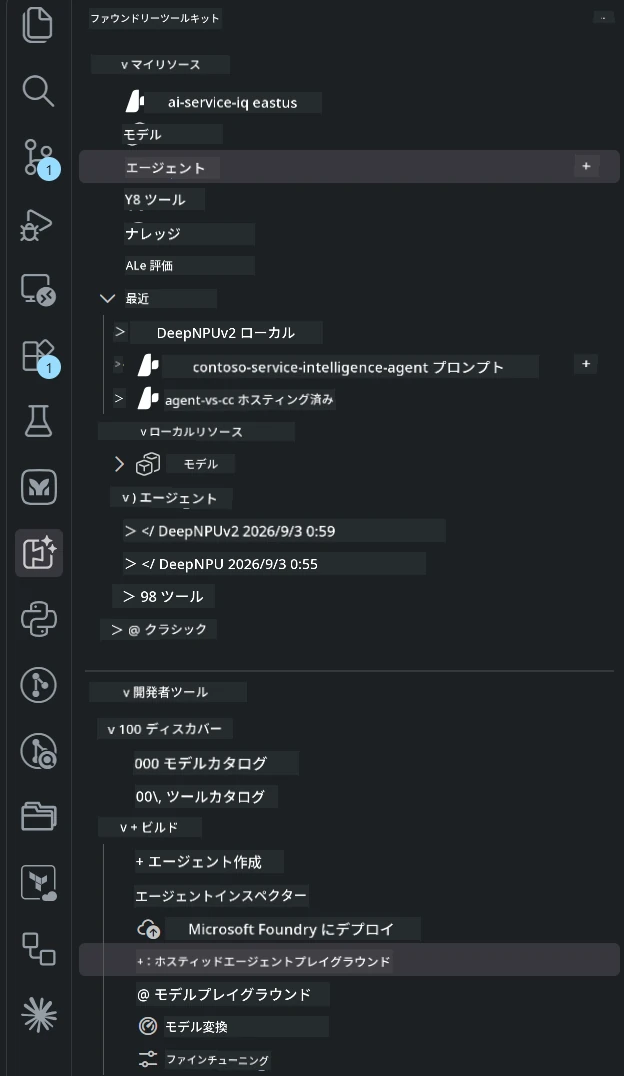 ファウンドリーツールキット
v マイリソース
ai-service-iq eastus
モデル
エージェント +
Y8 ツール
ナレッジ
ALe 評価
最近
> DeepNPUv2 ローカル
> contoso-service-intelligence-agent プロンプト +
> agent-vs-cc ホスティング済み
v ローカルリソース
モデル
v ) エージェント
> </ DeepNPUv2 2026/9/3 0:59
> </ DeepNPU 2026/9/3 0:55
> 98 ツール
> @ クラシック
v 開発者ツール
v 100 ディスカバー
000 モデルカタログ
00\, ツールカタログ
v + ビルド
+ エージェント作成
エージェントインスペクター
Microsoft Foundry にデプロイ
+ : ホスティッドエージェントプレイグラウンド
@ モデルプレイグラウンド
モデル変換
ファインチューニング
1
1